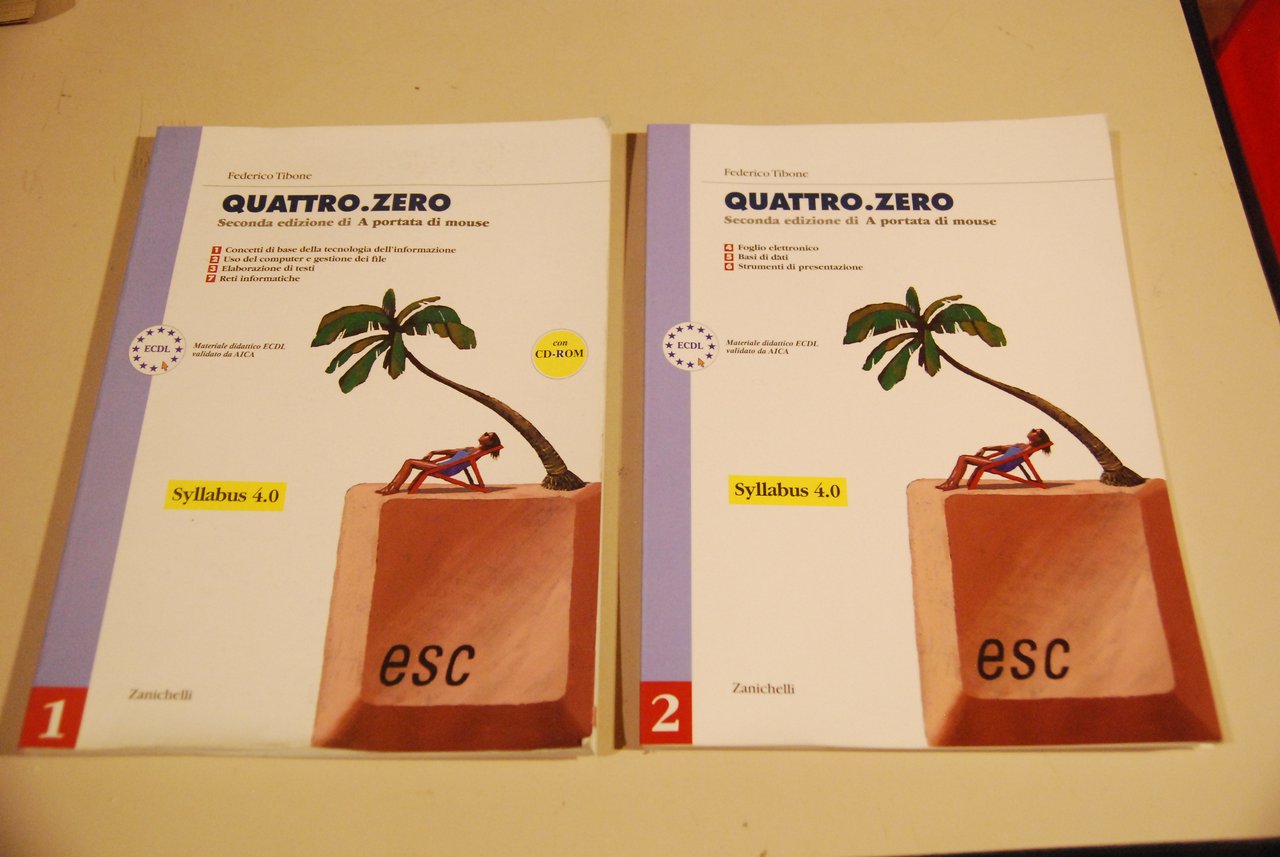 Federico Tibone
QUATTRO.ZERO
Seconda edizione di A portata di mouse
1 Concetti di base della tecnologia dell'informazione
2 Uso del computer e gestione dei file
3 Elaborazione di testi
7 Reti informatiche
ECDL
Materiale didattico ECDL
validato da AICA
con
CD-ROM
Syllabus 4.0
esc
Zanichelli
1
Federico Tibone
QUATTRO.ZERO
Seconda edizione di A portata di mouse
4 Foglio elettronico
5 Basi di dati
6 Strumenti di presentazione
ECDL
Materiale didattico ECDL
validato da AICA
Syllabus 4.0
esc
Zanichelli
2